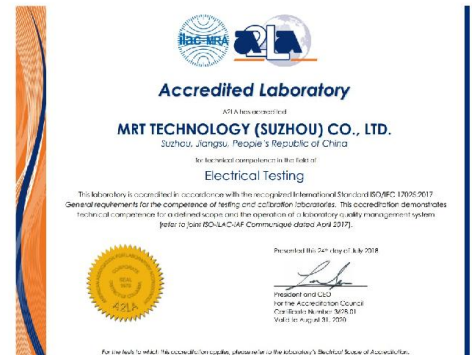 ilac-MRA
A2LA
Accredited Laboratory
A2LA has accredited
MRT TECHNOLOGY (SUZHOU) CO., LTD.
Suzhou, Jiangsu, People's Republic of China
for technical competence in the field of
Electrical Testing
This laboratory is accredited in accordance with the recognized International Standard ISO/IEC 17025:2017
General requirements for the competence of testing and calibration laboratories. This accreditation demonstrates
technical competence for a defined scope and the operation of a laboratory quality management system
(refer to joint ISO-ILAC-IAF Communiqué dated April 2017).
Presented this 24th day of July 2018
President and CEO
For the Accreditation Council
Certificate Number 3628.01
Valid to August 31, 2020
A2LA
For the tests to which this accreditation applies, please refer to the laboratory's Electrical Scope of Accreditation.